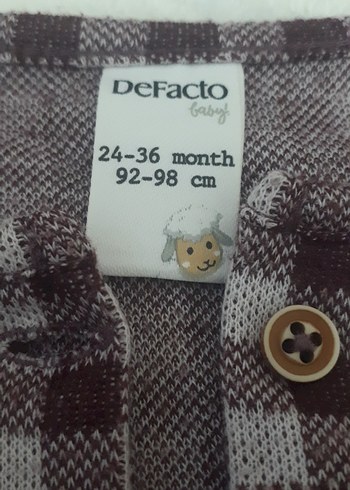 DeFacto
baby!
24-36 month
92-98 cm